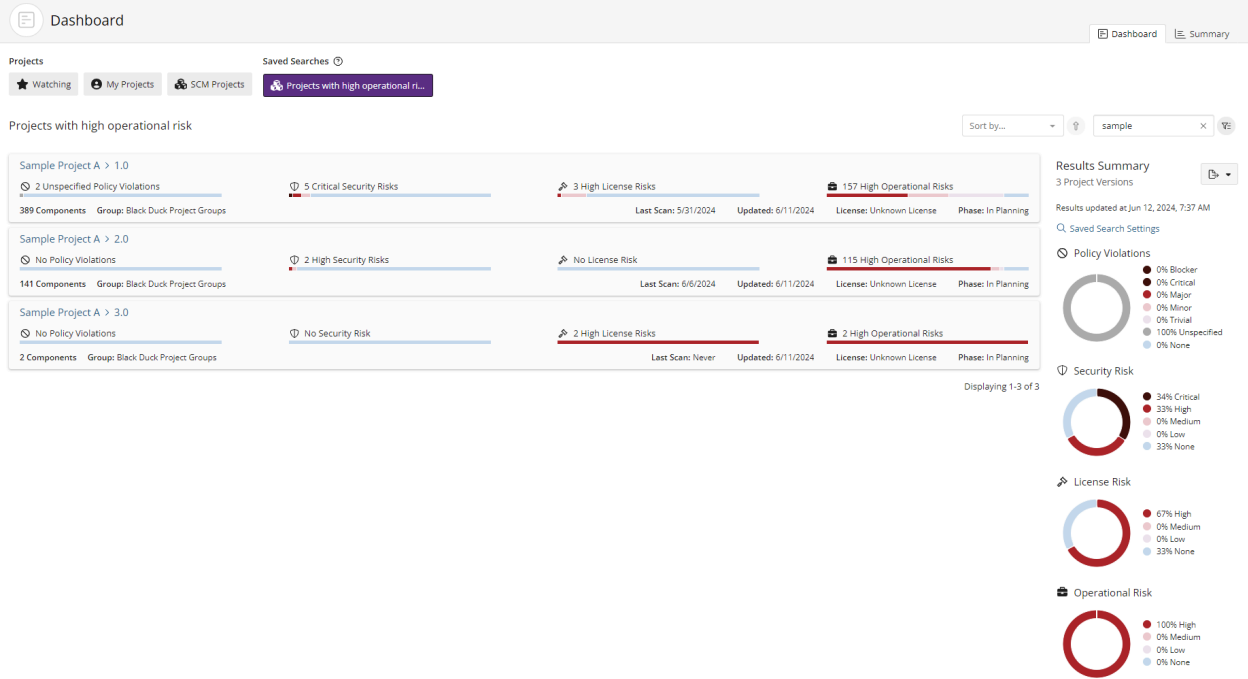 Dashboard
Dashboard Summary
Projects
Saved Searches
Watching My Projects SCM Projects
Projects with high operational ri...
Projects with high operational risk
Sort by...
sample
Sample Project A > 1.0
2 Unspecified Policy Violations
5 Critical Security Risks
3 High License Risks
157 High Operational Risks
389 Components Group: Black Duck Project Groups
Last Scan: 5/31/2024 Updated: 6/11/2024 License: Unknown License Phase: In Planning
Sample Project A > 2.0
No Policy Violations
2 High Security Risks
No License Risk
115 High Operational Risks
141 Components Group: Black Duck Project Groups
Last Scan: 6/6/2024 Updated: 6/11/2024 License: Unknown License Phase: In Planning
Sample Project A > 3.0
No Policy Violations
No Security Risk
2 High License Risks
2 High Operational Risks
2 Components Group: Black Duck Project Groups
Last Scan: Never Updated: 6/11/2024 License: Unknown License Phase: In Planning
Displaying 1-3 of 3
Results Summary
3 Project Versions
Results updated at Jun 12, 2024, 7:37 AM
Saved Search Settings
Policy Violations
0% Blocker
0% Critical
0% Major
0% Minor
0% Trivial
100% Unspecified
0% None
Security Risk
34% Critical
33% High
0% Medium
0% Low
33% None
License Risk
67% High
0% Medium
0% Low
33% None
Operational Risk
100% High
0% Medium
0% Low
0% None